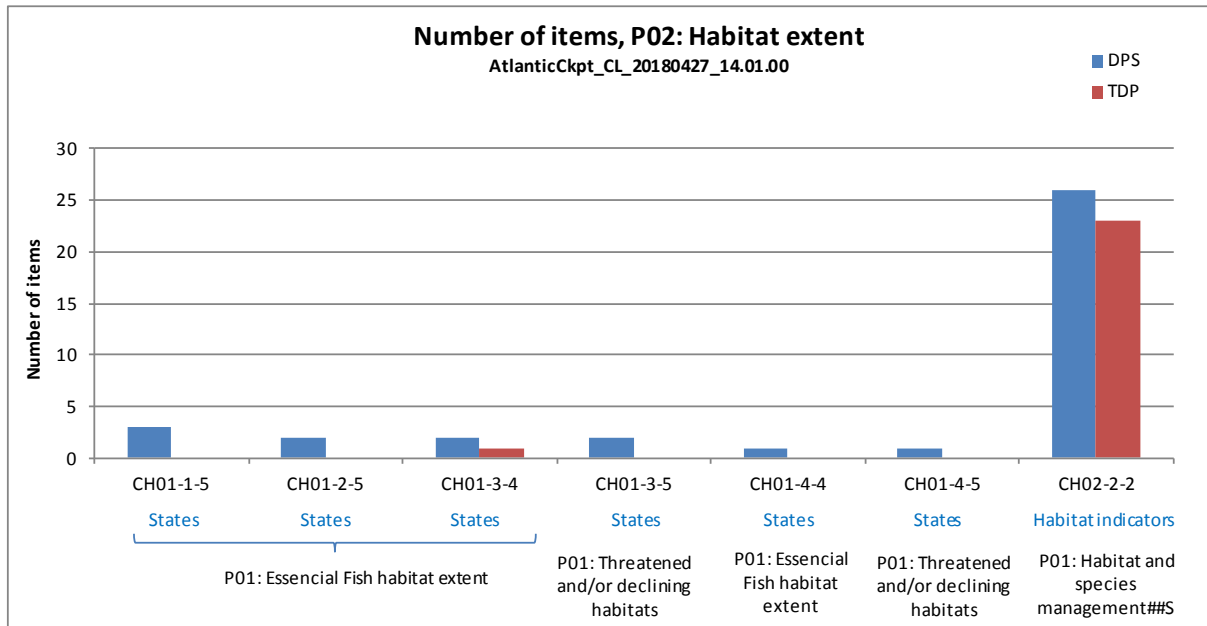 Number of items, P02: Habitat extent
AtlanticCkpt_CL_20180427_14.01.00
DPS
TDP
Number of items
30
25
20
15
10
5
0
CH01-1-5 CH01-2-5 CH01-3-4 CH01-3-5 CH01-4-4 CH01-4-5 CH02-2-2
States States States States States States Habitat indicators
P01: Essencial Fish habitat extent
P01: Threatened
and/or declining
habitats
P01: Essencial
Fish habitat
extent
P01: Threatened
and/or declining
habitats
P01: Habitat and
species
management##S